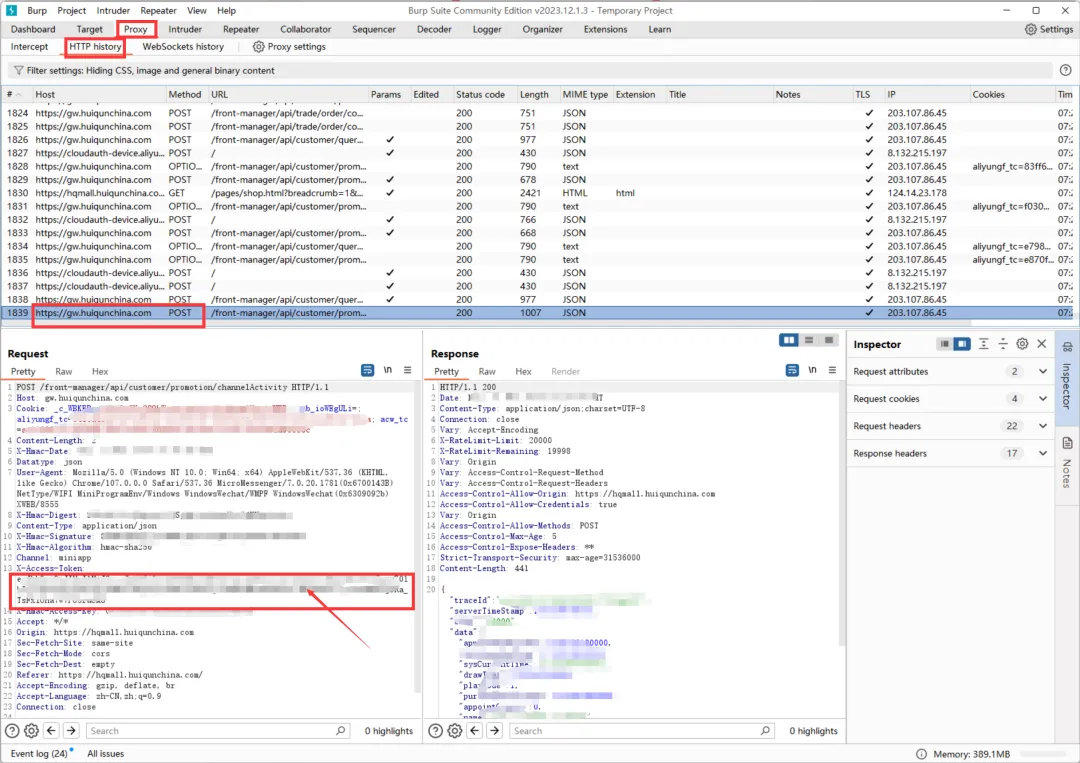 Burp Project Intruder Repeater View Help
Burp Suite Community Edition v2023.12.1.3 - Temporary Project
Dashboard Target Proxy Intruder Repeater Collaborator Sequencer Decoder Logger Organizer Extensions Learn Settings
Intercept HTTP history WebSockets history Proxy settings
Filter settings: Hiding CSS, image and general binary content
# Host Method URL Params Edited Status code Length MIME type Extension Title Notes TLS IP Cookies Tim
1824 https://gw.huiqunchina.com POST /front-manager/api/trade/order/co... 200 751 JSON ✓ 203.107.86.45 07:2
1825 https://gw.huiqunchina.com POST /front-manager/api/trade/order/co... 200 751 JSON ✓ 203.107.86.45 07:2
1826 https://gw.huiqunchina.com POST /front-manager/api/customer/quer... ✓ 200 977 JSON ✓ 203.107.86.45 07:2
1827 https://cloudauth-device.aliyu... POST / ✓ 200 430 JSON ✓ 8.132.215.197 07:2
1828 https://gw.huiqunchina.com OPTIO... /front-manager/api/customer/prom... 200 790 text ✓ 203.107.86.45 aliyungf_tc=83ff6... 07:2
1829 https://gw.huiqunchina.com POST /front-manager/api/customer/prom... ✓ 200 678 JSON ✓ 203.107.86.45 07:2
1830 https://hqmall.huiqunchina.co... GET /pages/shop.html?breadcrumb=1&... ✓ 200 2421 HTML html ✓ 124.14.23.178 07:2
1831 https://gw.huiqunchina.com OPTIO... /front-manager/api/customer/prom... 200 790 text ✓ 203.107.86.45 aliyungf_tc=f030... 07:2
1832 https://cloudauth-device.aliyu... POST / ✓ 200 766 JSON ✓ 8.132.215.197 07:2
1833 https://gw.huiqunchina.com POST /front-manager/api/customer/prom... ✓ 200 668 JSON ✓ 203.107.86.45 07:2
1834 https://gw.huiqunchina.com OPTIO... /front-manager/api/customer/quer... 200 790 text ✓ 203.107.86.45 aliyungf_tc=e798... 07:2
1835 https://gw.huiqunchina.com OPTIO... /front-manager/api/customer/prom... 200 790 text ✓ 203.107.86.45 aliyungf_tc=e870f... 07:2
1836 https://cloudauth-device.aliyu... POST / ✓ 200 430 JSON ✓ 8.132.215.197 07:2
1837 https://cloudauth-device.aliyu... POST / ✓ 200 430 JSON ✓ 8.132.215.197 07:2
1838 https://gw.huiqunchina.com POST /front-manager/api/customer/quer... ✓ 200 977 JSON ✓ 203.107.86.45 07:2
1839 https://gw.huiqunchina.com POST /front-manager/api/customer/prom... 200 1007 JSON ✓ 203.107.86.45 07:2
Request
Pretty Raw Hex \n
1 POST /front-manager/api/customer/promotion/channelActivity HTTP/1.1
2 Host: gw.huiqunchina.com
3 Cookie:
aliyungf_tc= acw_tc
4 Content-Length:
5 X-Hmac-Date:
6 Datatype: json
7 User-Agent: Mozilla/5.0 (Windows NT 10.0; Win64; x64) AppleWebKit/537.36 (KHTML,
like Gecko) Chrome/107.0.0.0 Safari/537.36 MicroMessenger/7.0.20.1781(0x6700143B)
NetType/WIFI MiniProgramEnv/Windows WindowsWechat/WMPF WindowsWechat(0x6309092b)
XWEB/8555
8 X-Hmac-Digest:
9 Content-Type: application/json
10 X-Hmac-Signature:
11 X-Hmac-Algorithm: hmac-sha256
12 Channel: miniapp
13 X-Access-Token:
14 X-Hmac-Access-Key:
15 Accept: */*
16 Origin: https://hqmall.huiqunchina.com
17 Sec-Fetch-Site: same-site
18 Sec-Fetch-Mode: cors
19 Sec-Fetch-Dest: empty
20 Referer: https://hqmall.huiqunchina.com/
21 Accept-Encoding: gzip, deflate, br
22 Accept-Language: zh-CN,zh;q=0.9
23 Connection: close
24
Search 0 highlights
Response
Pretty Raw Hex Render \n
1 HTTP/1.1 200
2 Date:
3 Content-Type: application/json;charset=UTF-8
4 Connection: close
5 Vary: Accept-Encoding
6 X-RateLimit-Limit: 20000
7 X-RateLimit-Remaining: 19998
8 Vary: Origin
9 Vary: Access-Control-Request-Method
10 Vary: Access-Control-Request-Headers
11 Access-Control-Allow-Origin: https://hqmall.huiqunchina.com
12 Access-Control-Allow-Credentials: true
13 Vary: Origin
14 Access-Control-Allow-Methods: POST
15 Access-Control-Max-Age: 5
16 Access-Control-Expose-Headers: **
17 Strict-Transport-Security: max-age=31536000
18 Content-Length: 441
19
20 {
"traceId":
"serverTimeStamp
"data"
Search 0 highlights
Inspector
Request attributes 2
Request cookies 4
Request headers 22
Response headers 17
Inspector
Notes
Event log (24) All issues
Memory: 389.1MB